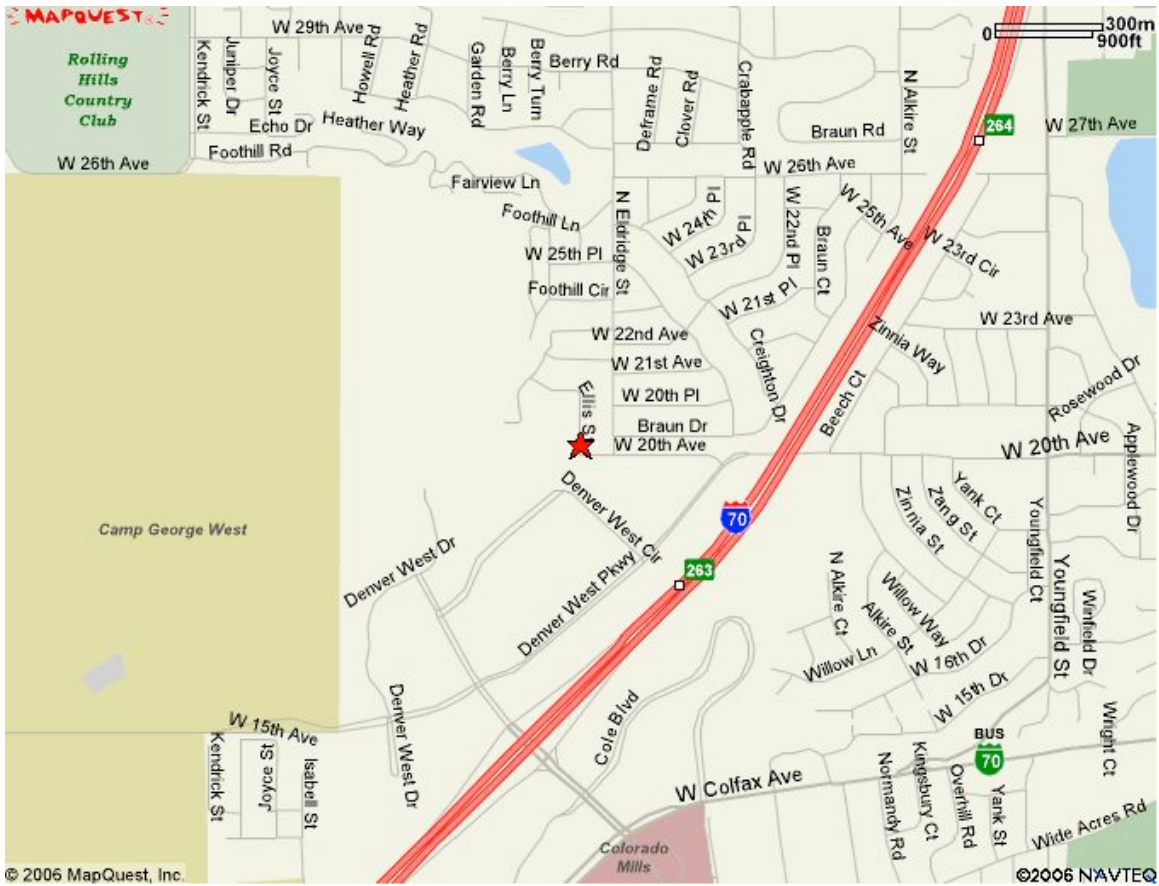 MAPQUEST
300m
0
900ft
W 29th Ave
Rolling
Hills
Country
Club
Kendrick St
Juniper Dr
Joyce St
Howell Rd
Heather Rd
Garden Rd
Berry Ln
Berry Turn
Berry Rd
Deframe Rd
Clover Rd
Crabapple Rd
N Alkire St
264
W 27th Ave
Echo Dr
Heather Way
Braun Rd
Foothill Rd
W 26th Ave
W 26th Ave
Fairview Ln
Foothill Ln
N Eldridge St
W 24th Pl
W 23rd Pl
W 22nd Pl
Braun Ct
W 25th Ave
W 23rd Cir
W 25th Pl
Foothill Cir
W 21st Pl
W 22nd Ave
Creighton Dr
Zinnia Way
W 23rd Ave
W 21st Ave
Ellis St
W 20th Pl
Beech Ct
Rosewood Dr
Braun Dr
W 20th Ave
W 20th Ave
Applewood Dr
Denver West Cir
Camp George West
70
Zinnia St
Zang St
Yank Ct
Youngfield Ct
Youngfield St
Denver West Dr
263
Denver West Pkwy
N Alkire Ct
Alkire St
Willow Way
Winfield Dr
Willow Ln
W 16th Dr
W 15th Dr
Denver West Dr
Cole Blvd
W 15th Ave
Kendrick St
Joyce St
Isabell St
Wright Ct
BUS
70
W Colfax Ave
Normandy Rd
Kingsbury Ct
Overhill Rd
Yank St
Wide Acres Rd
Colorado
Mills
© 2006 MapQuest, Inc.
©2006 NAVTEQ